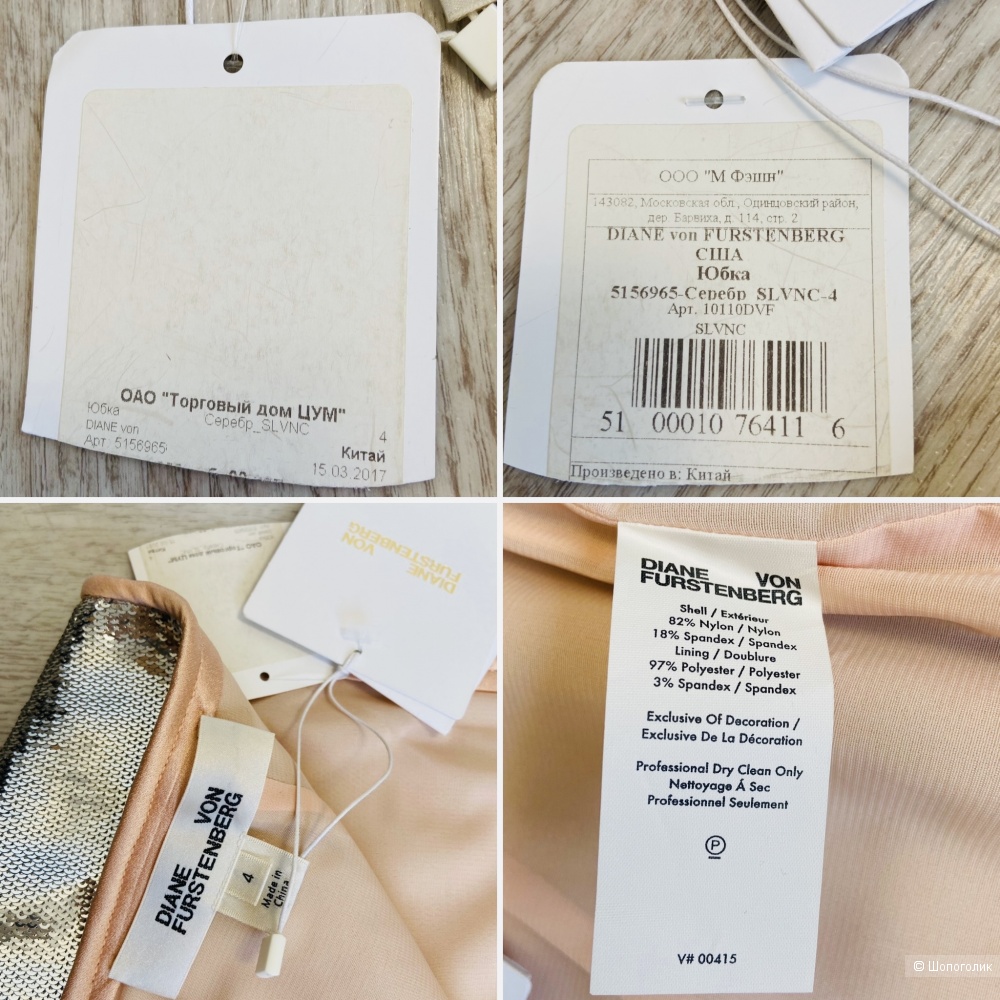 ОАО "Торговый дом ЦУМ"
Юбка
Серебр_SLVNC
DIANE von
4
Арт. 5156965
Китай
15.03.2017
ООО "М Фэшн"
143082, Московская обл., Одинцовский район,
дер. Барвиха, д. 114, стр. 2
DIANE von FURSTENBERG
США
Юбка
5156965-Серебр_SLVNC-4
Арт. 10110DVF
SLVNC
51 00010 76411 6
Произведено в: Китай
DIANE
VON
FURSTENBERG
ОАО "Торговый дом ЦУМ"
DIANE VON
FURSTENBERG
4
Made in
China
DIANE VON
FURSTENBERG
Shell / Extérieur
82% Nylon / Nylon
18% Spandex / Spandex
Lining / Doublure
97% Polyester / Polyester
3% Spandex / Spandex
Exclusive Of Decoration /
Exclusive De La Décoration
Professional Dry Clean Only
Nettoyage Á Sec
Professionnel Seulement
P
V# 00415
© Шопоголик